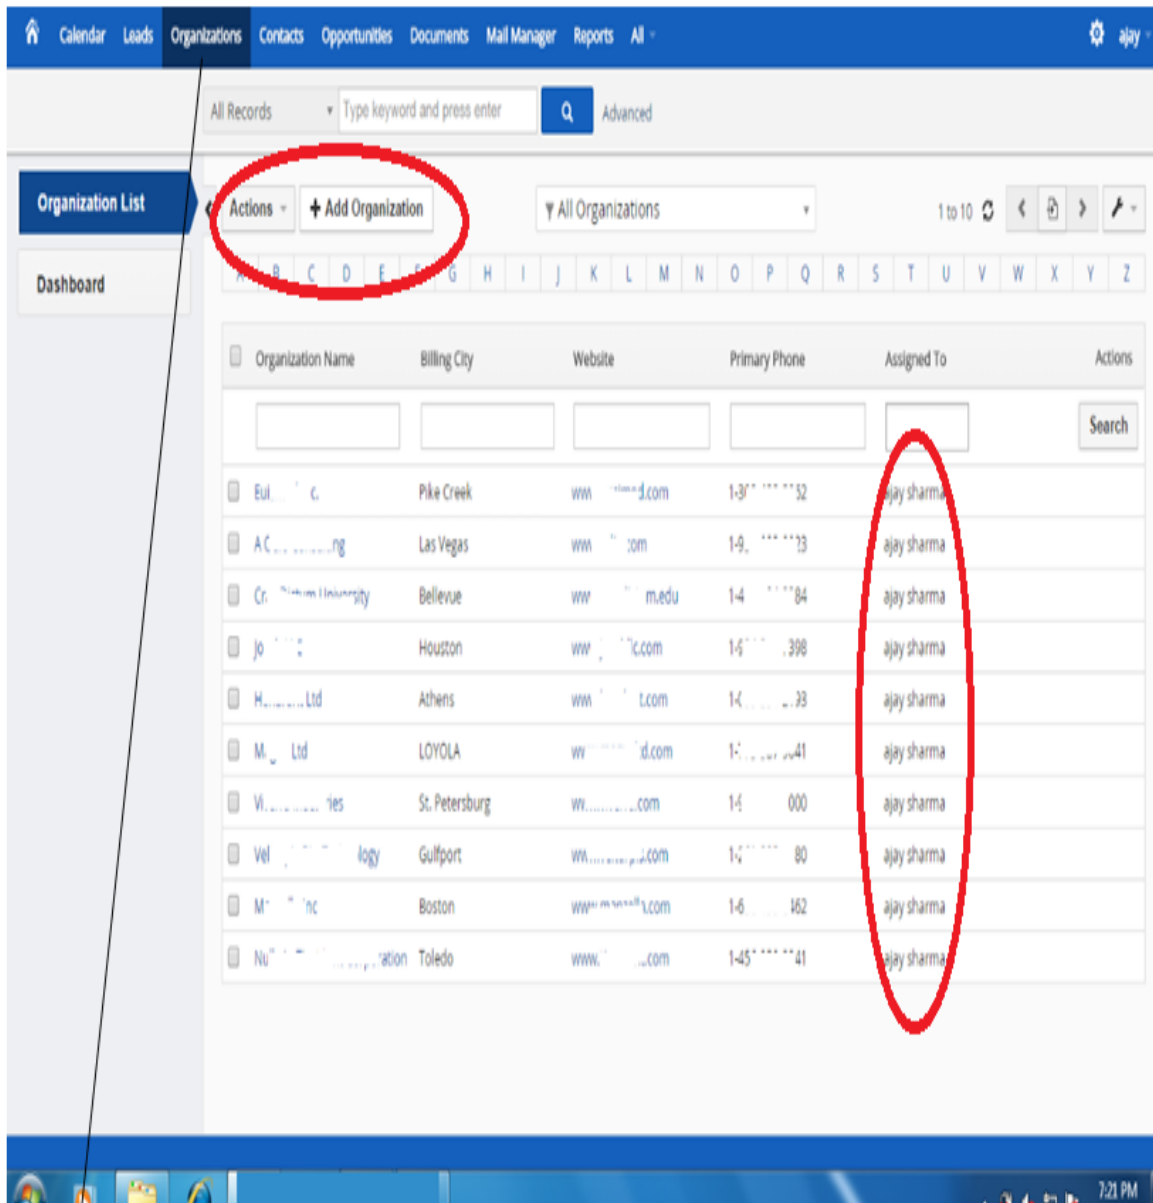 Calendar Leads Organizations Contacts Opportunities Documents Mail Manager Reports All ajay
All Records Type keyword and press enter Advanced
Organization List
Dashboard
Actions + Add Organization All Organizations 1 to 10
A B C D E F G H I J K L M N O P Q R S T U V W X Y Z
Organization Name Billing City Website Primary Phone Assigned To Actions
Search
Pike Creek ajay sharma
Las Vegas ajay sharma
Bellevue ajay sharma
Houston ajay sharma
Ltd Athens ajay sharma
Ltd LOYOLA ajay sharma
St. Petersburg ajay sharma
Gulfport ajay sharma
Boston ajay sharma
Toledo ajay sharma
7:21 PM